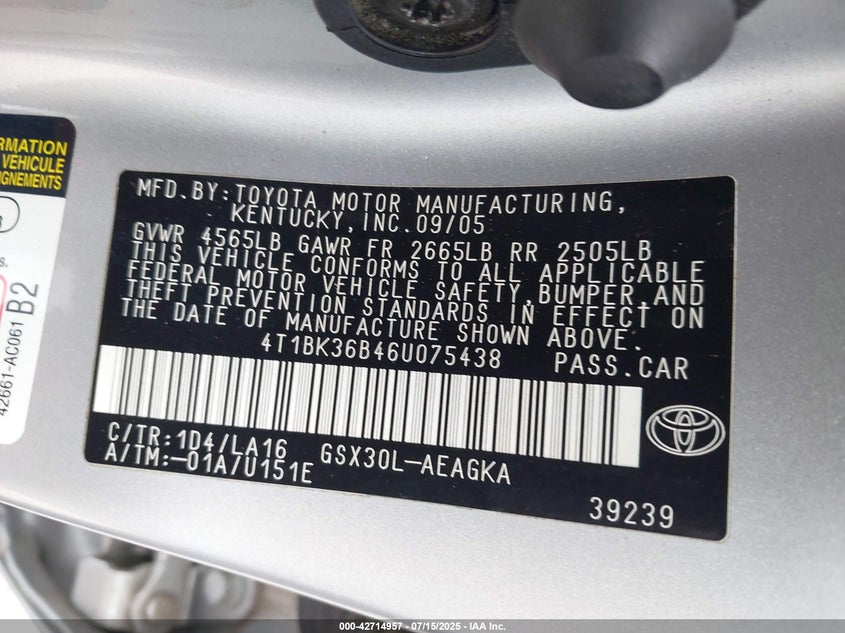 RMATION
VEHICLE
IGNEMENTS
s.
42661-AC061
B2
MFD.BY:TOYOTA MOTOR MANUFACTURING,
KENTUCKY,INC.09/05
GVWR 4565LB GAWR FR 2665LB RR 2505LB
THIS VEHICLE CONFORMS TO ALL APPLICABLE
FEDERAL MOTOR VEHICLE SAFETY,BUMPER,AND
THEFT PREVENTION STANDARDS IN EFFECT ON
THE DATE OF MANUFACTURE SHOWN ABOVE.
4T1BK36B46U075438 PASS.CAR
C/TR:1D4/LA16 GSX30L-AEAGKA
A/TM:-01A/U151E
39239
000-42714957 - 07/15/2025 - IAA Inc.